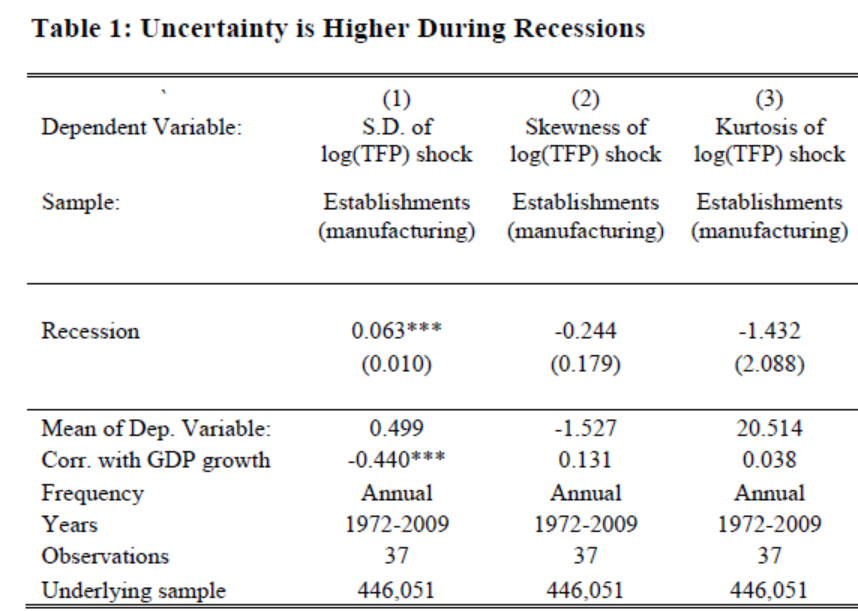 Table 1: Uncertainty is Higher During Recessions
`
(1) (2) (3)
Dependent Variable: S.D. of Skewness of Kurtosis of
log(TFP) shock log(TFP) shock log(TFP) shock
Sample: Establishments Establishments Establishments
(manufacturing) (manufacturing) (manufacturing)
Recession 0.063*** -0.244 -1.432
(0.010) (0.179) (2.088)
Mean of Dep. Variable: 0.499 -1.527 20.514
Corr. with GDP growth -0.440*** 0.131 0.038
Frequency Annual Annual Annual
Years 1972-2009 1972-2009 1972-2009
Observations 37 37 37
Underlying sample 446,051 446,051 446,051